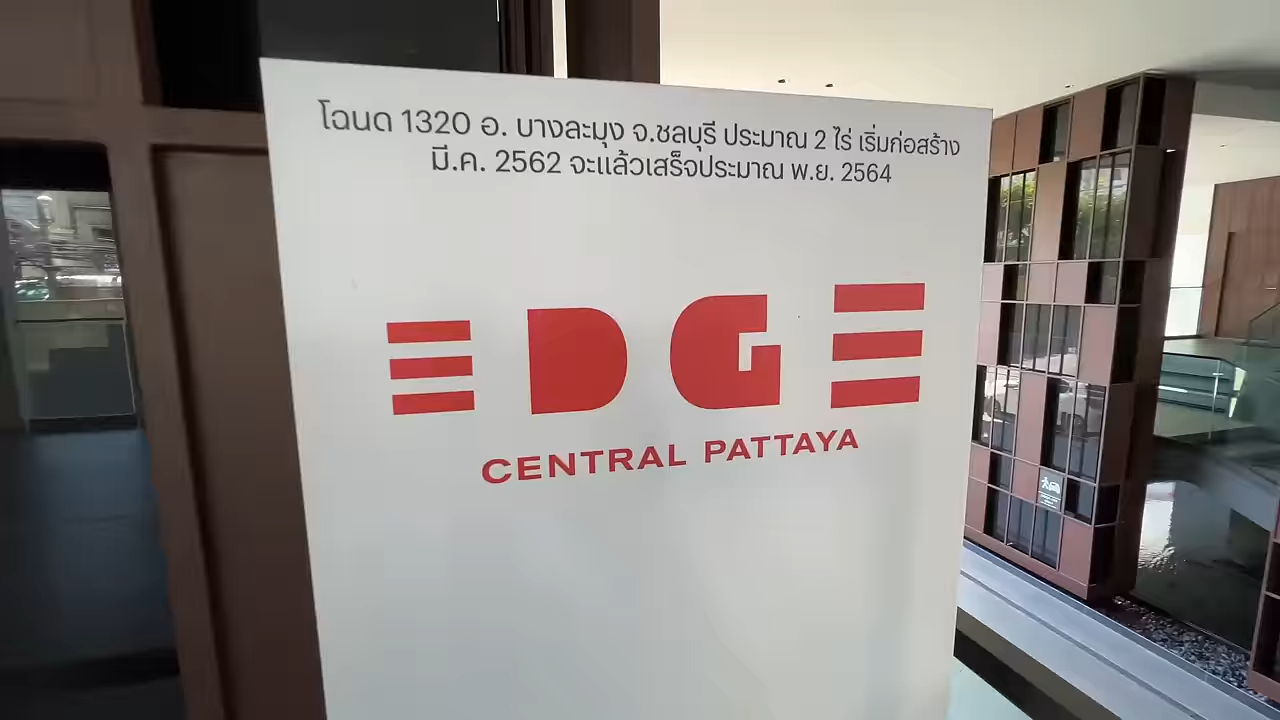 โฉนด 1320 อ. บางละมุง จ.ชลบุรี ประมาณ 2 ไร่ เริ่มก่อสร้าง
มี.ค. 2562 จะแล้วเสร็จประมาณ พ.ย. 2564
EDGE
CENTRAL PATTAYA